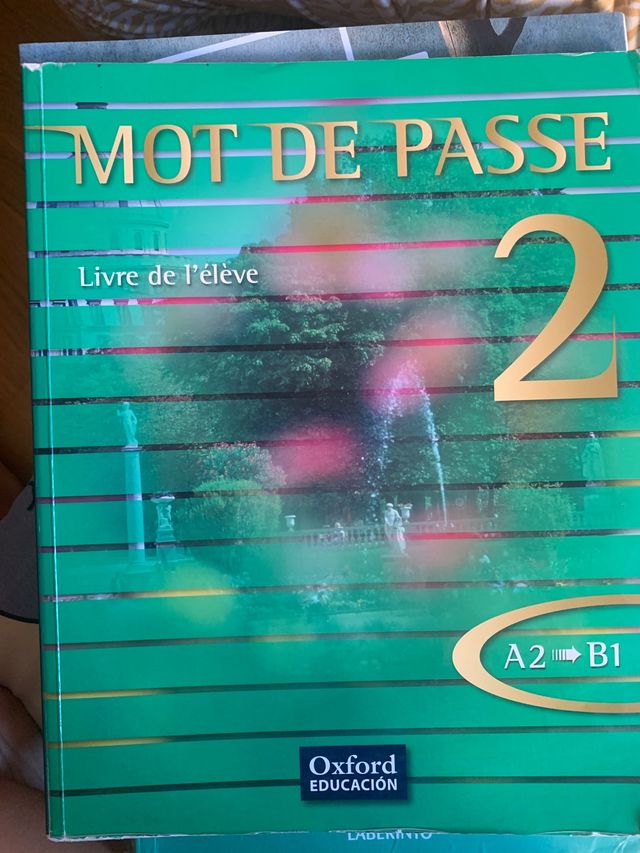 MOT DE PASSE
2
Livre de l'élève
A2 B1
Oxford
EDUCACIÓN
LABERINTO